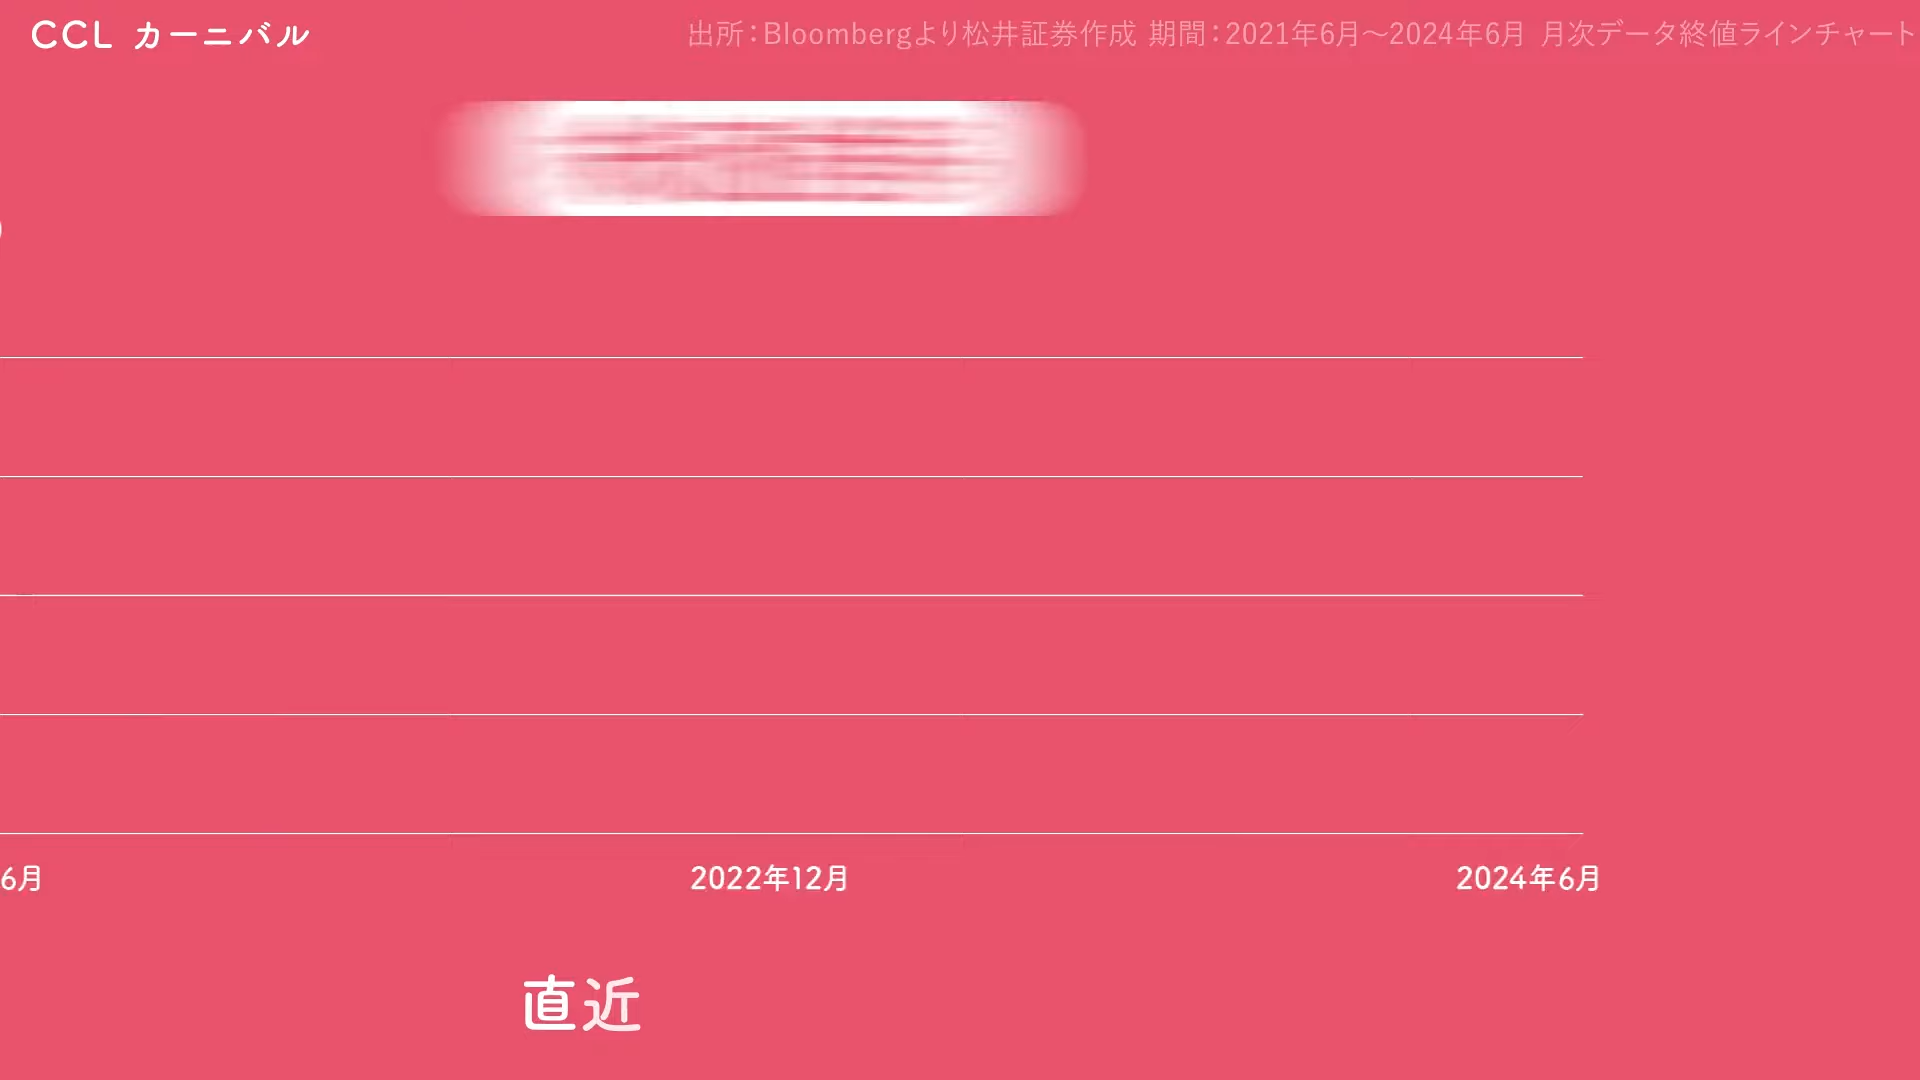 CCL カーニバル
出所：Bloombergより松井証券作成 期間：2021年6月〜2024年6月 月次データ終値ラインチャート
6月 2022年12月 2024年6月
直近